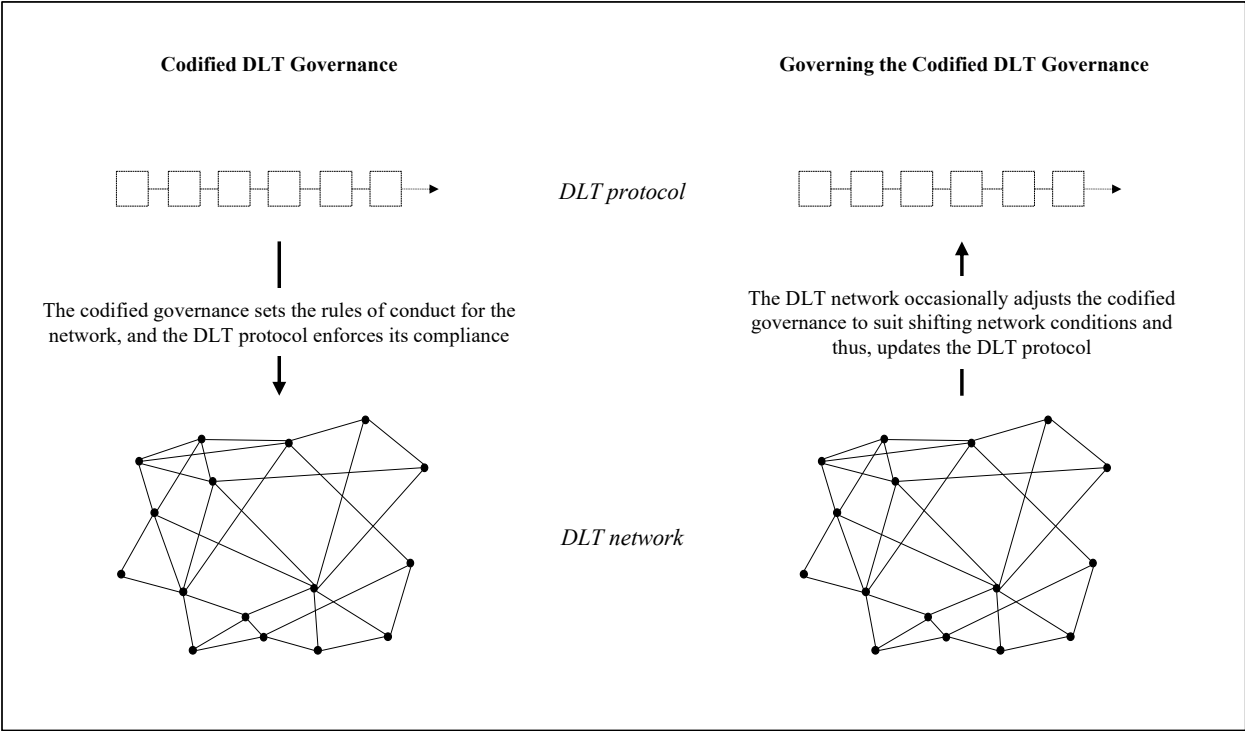 Codified DLT Governance
Governing the Codified DLT Governance
DLT protocol
The codified governance sets the rules of conduct for the
network, and the DLT protocol enforces its compliance
The DLT network occasionally adjusts the codified
governance to suit shifting network conditions and
thus, updates the DLT protocol
DLT network